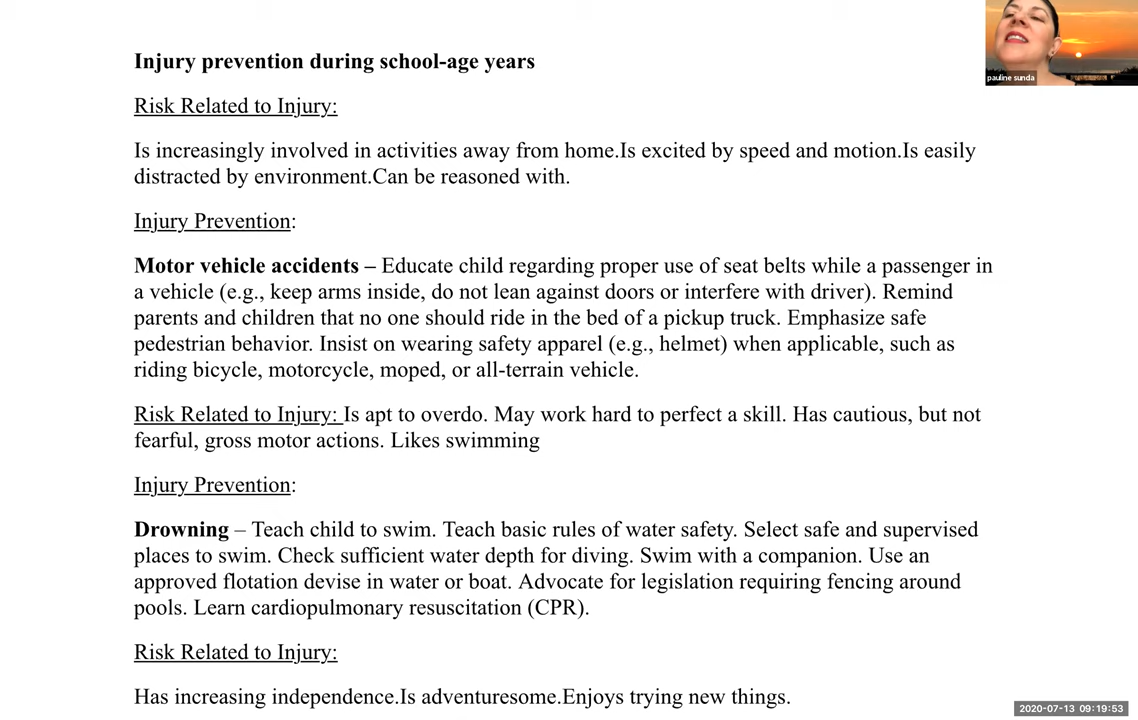 Injury prevention during school-age years
pauline sunda
Risk Related to Injury:
Is increasingly involved in activities away from home.Is excited by speed and motion.Is easily
distracted by environment.Can be reasoned with.
Injury Prevention:
Motor vehicle accidents – Educate child regarding proper use of seat belts while a passenger in
a vehicle (e.g., keep arms inside, do not lean against doors or interfere with driver). Remind
parents and children that no one should ride in the bed of a pickup truck. Emphasize safe
pedestrian behavior. Insist on wearing safety apparel (e.g., helmet) when applicable, such as
riding bicycle, motorcycle, moped, or all-terrain vehicle.
Risk Related to Injury: Is apt to overdo. May work hard to perfect a skill. Has cautious, but not
fearful, gross motor actions. Likes swimming
Injury Prevention:
Drowning – Teach child to swim. Teach basic rules of water safety. Select safe and supervised
places to swim. Check sufficient water depth for diving. Swim with a companion. Use an
approved flotation devise in water or boat. Advocate for legislation requiring fencing around
pools. Learn cardiopulmonary resuscitation (CPR).
Risk Related to Injury:
Has increasing independence.Is adventuresome.Enjoys trying new things.
2020-07-13 09:19:53